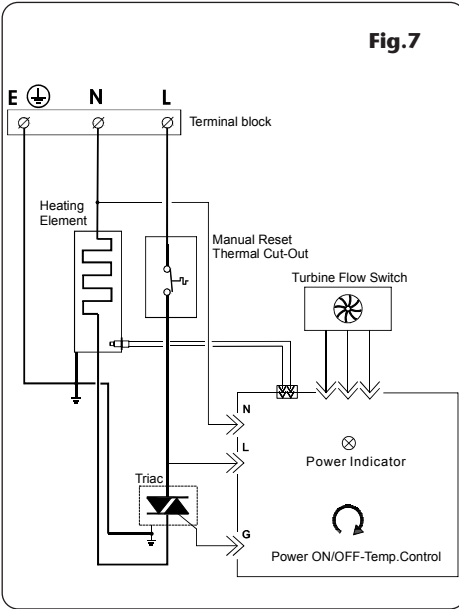 Fig.7
E N L
Terminal block
Heating
Element
Manual Reset
Thermal Cut-Out
Turbine Flow Switch
N
L
Power Indicator
Triac
G
Power ON/OFF-Temp.Control